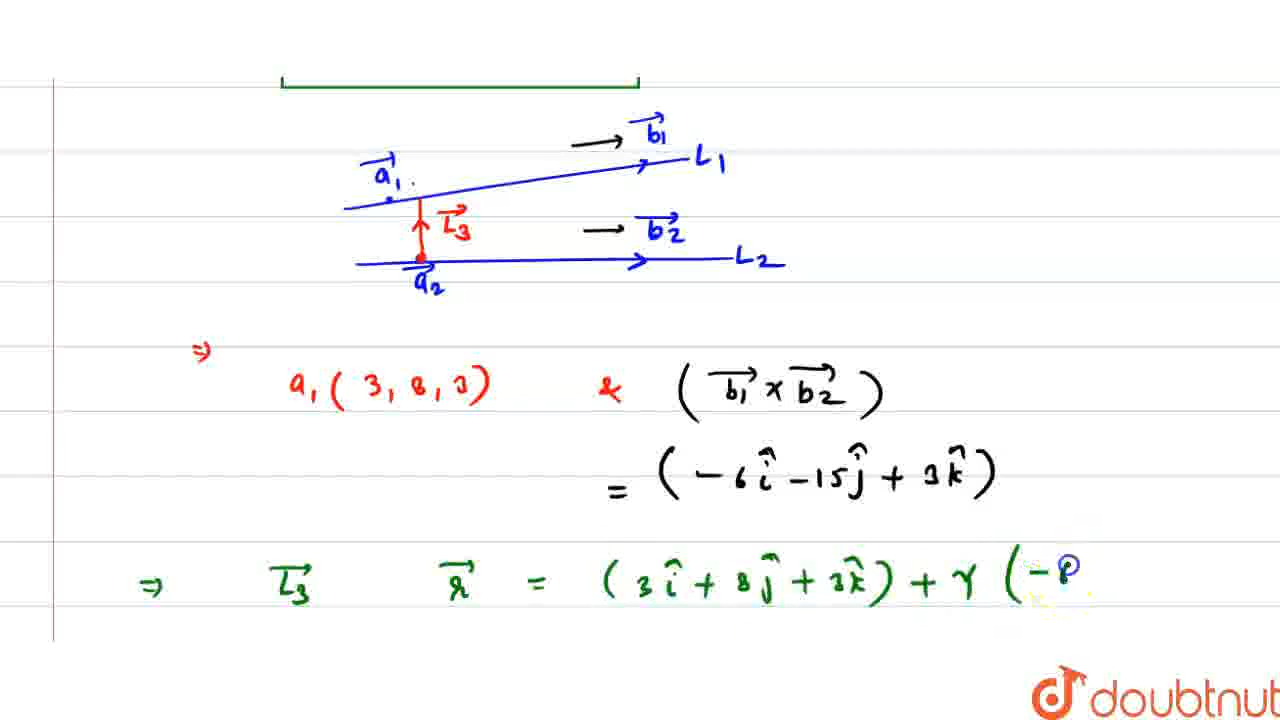 → b₁⃗
L₁
a₁⃗
L₃⃗
→ b₂⃗
L₂
a₂⃗
⇒ a₁ ( 3 , 8 , 3 ) & ( b₁⃗ × b₂⃗ )
= ( - 6 î - 15 ĵ + 3 k̂ )
⇒ L₃⃗ r⃗ = ( 3 î + 8 ĵ + 3 k̂ ) + γ ( -
doubtnut